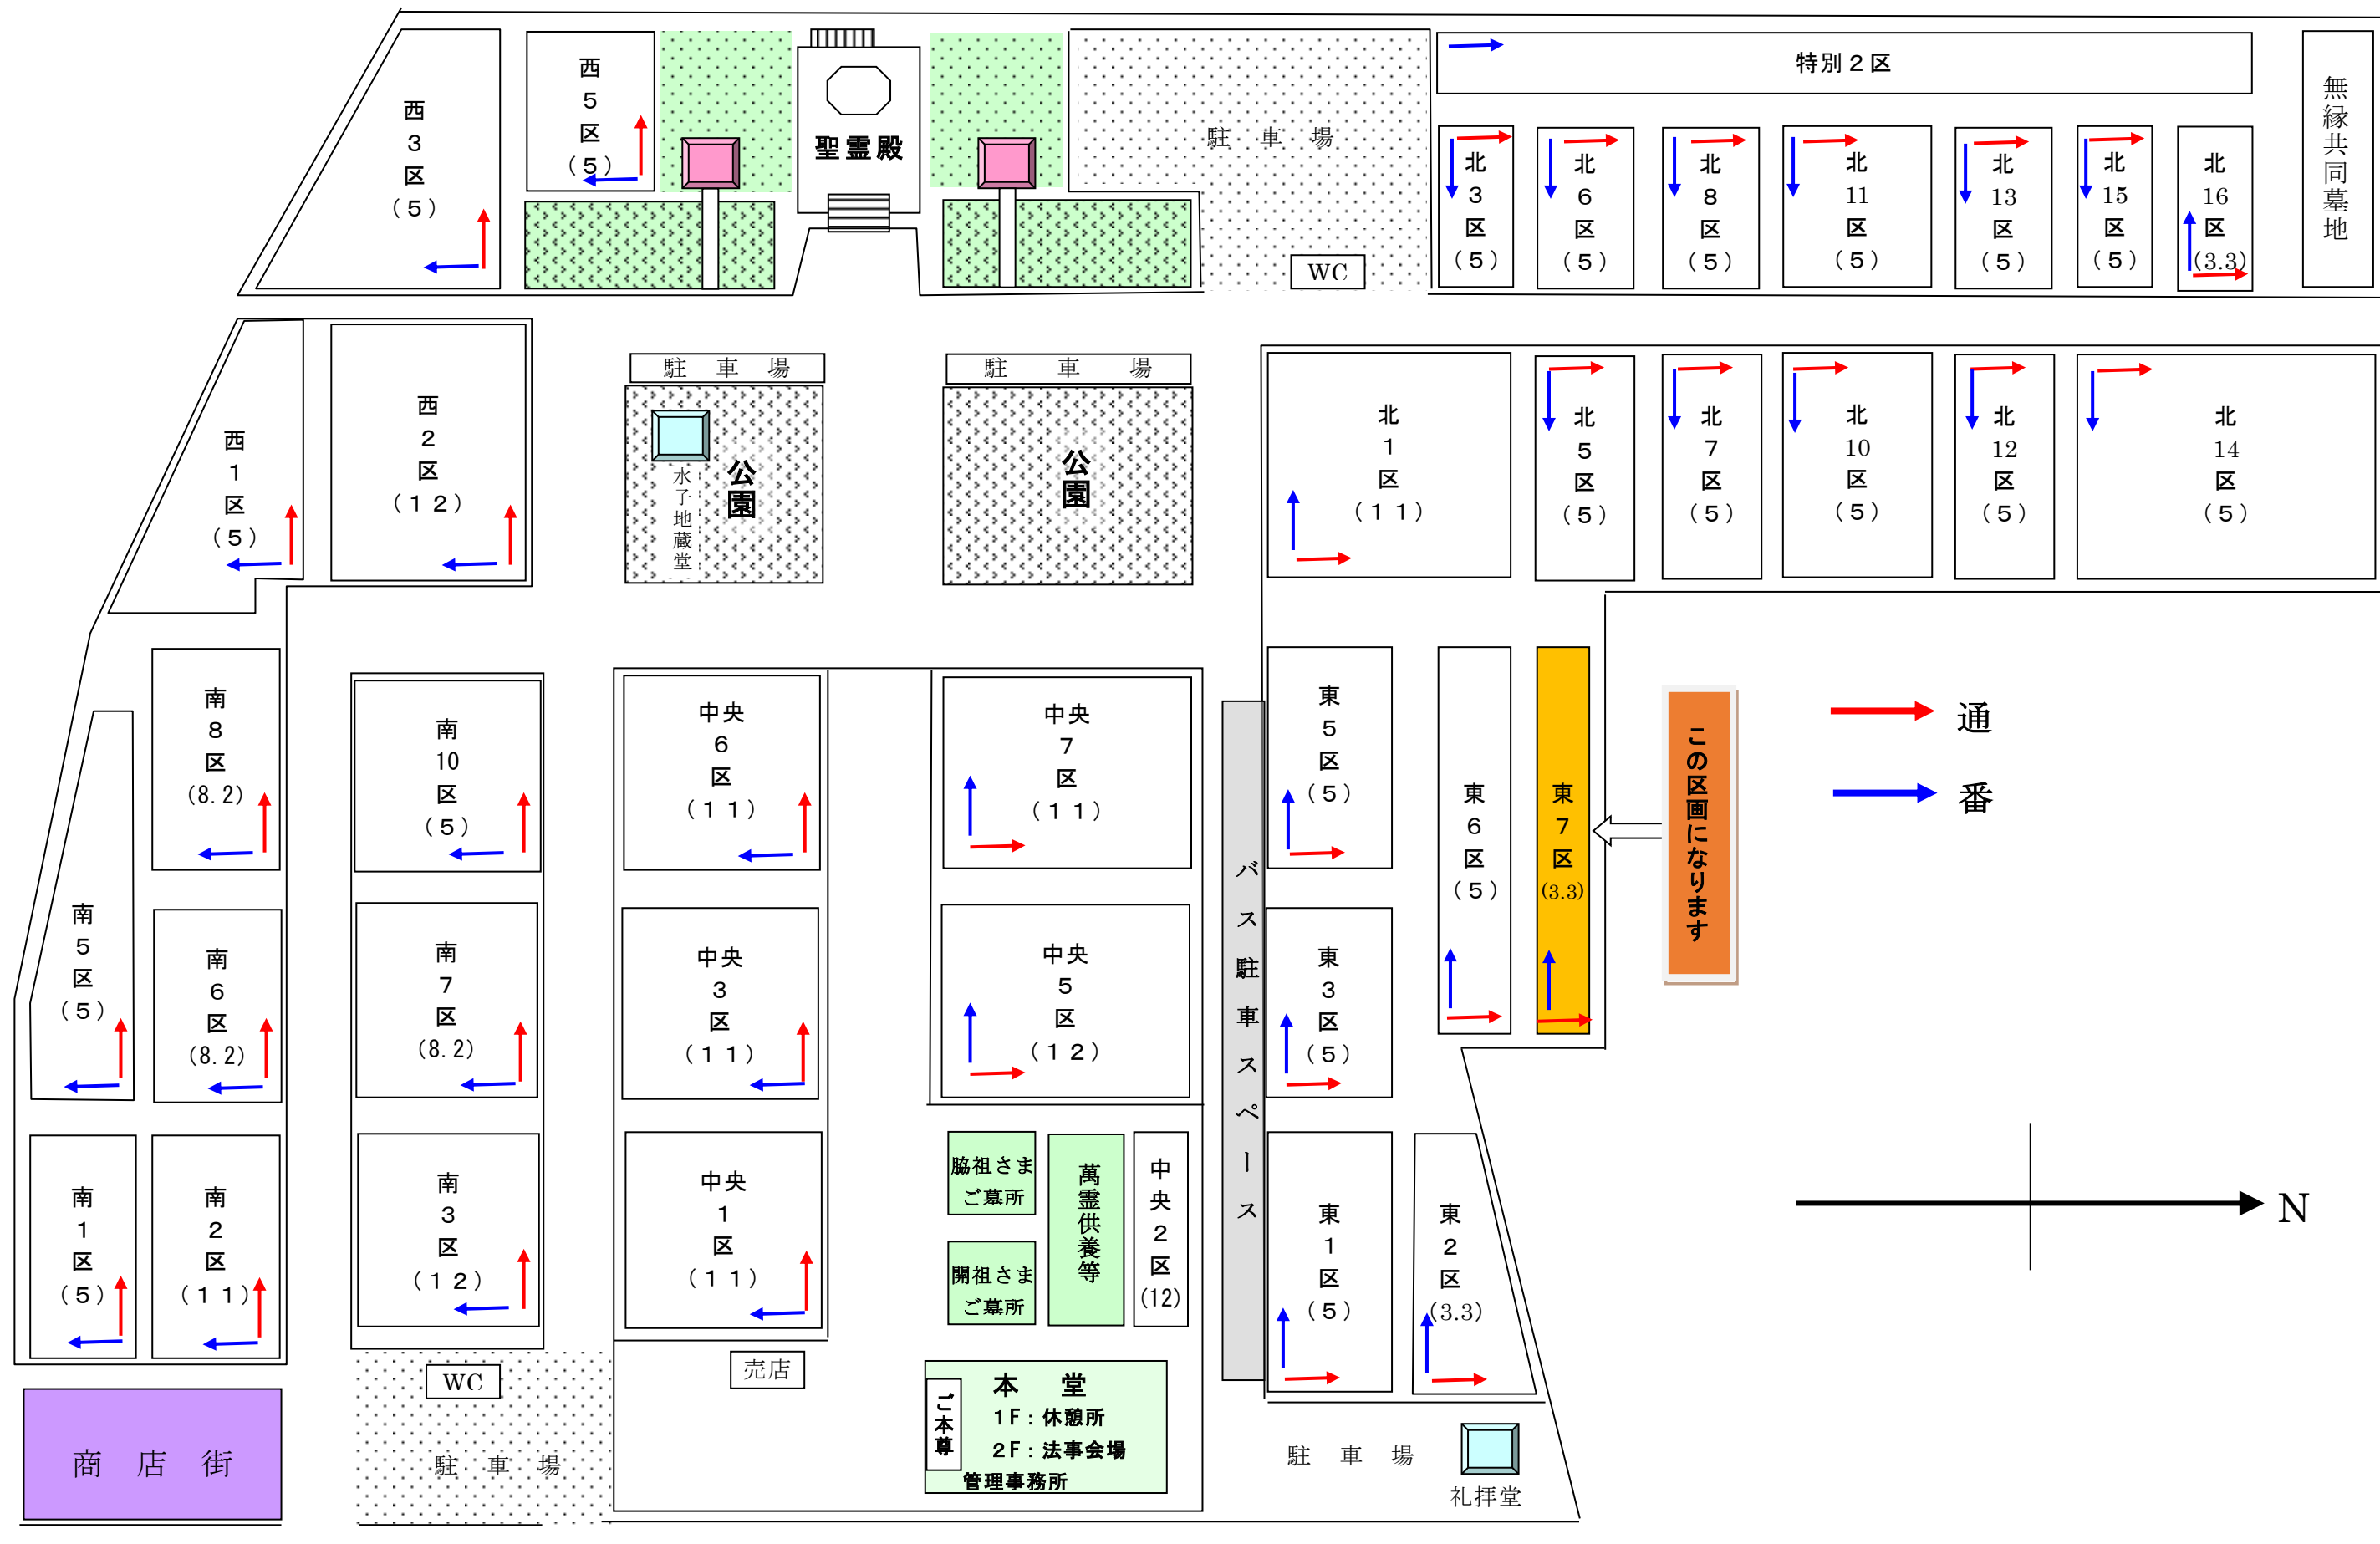 特別２区
無縁共同墓地
西３区（５）
西５区（５）
聖霊殿
駐　車　場
WC
北３区（５）
北６区（５）
北８区（５）
北11区（５）
北13区（５）
北15区（５）
北16区(3.3)
西１区（５）
西２区（１２）
駐　車　場
公園
水子地蔵堂
駐　車　場
公園
北１区（１１）
北５区（５）
北７区（５）
北10区（５）
北12区（５）
北14区（５）
南８区(8.2)
南10区（５）
中央６区（１１）
中央７区（１１）
東５区（５）
東６区（５）
東７区(3.3)
この区画になります
通
番
バス駐車スペース
南５区（５）
南６区(8.2)
南７区(8.2)
中央３区（１１）
中央５区（１２）
東３区（５）
南１区（５）
南２区（１１）
南３区（１２）
中央１区（１１）
脇祖さま
ご墓所
開祖さま
ご墓所
萬霊供養等
中央２区(12)
東１区（５）
東２区(3.3)
N
商　店　街
WC
駐　車　場
売店
ご本尊
本　堂
１F：休憩所
２F：法事会場
管理事務所
駐　車　場
礼拝堂